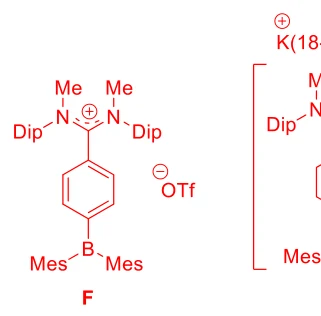 K(18
Me Me
N + N
Dip Dip
− OTf
B
Mes Mes
F
M
N
Dip
Mes